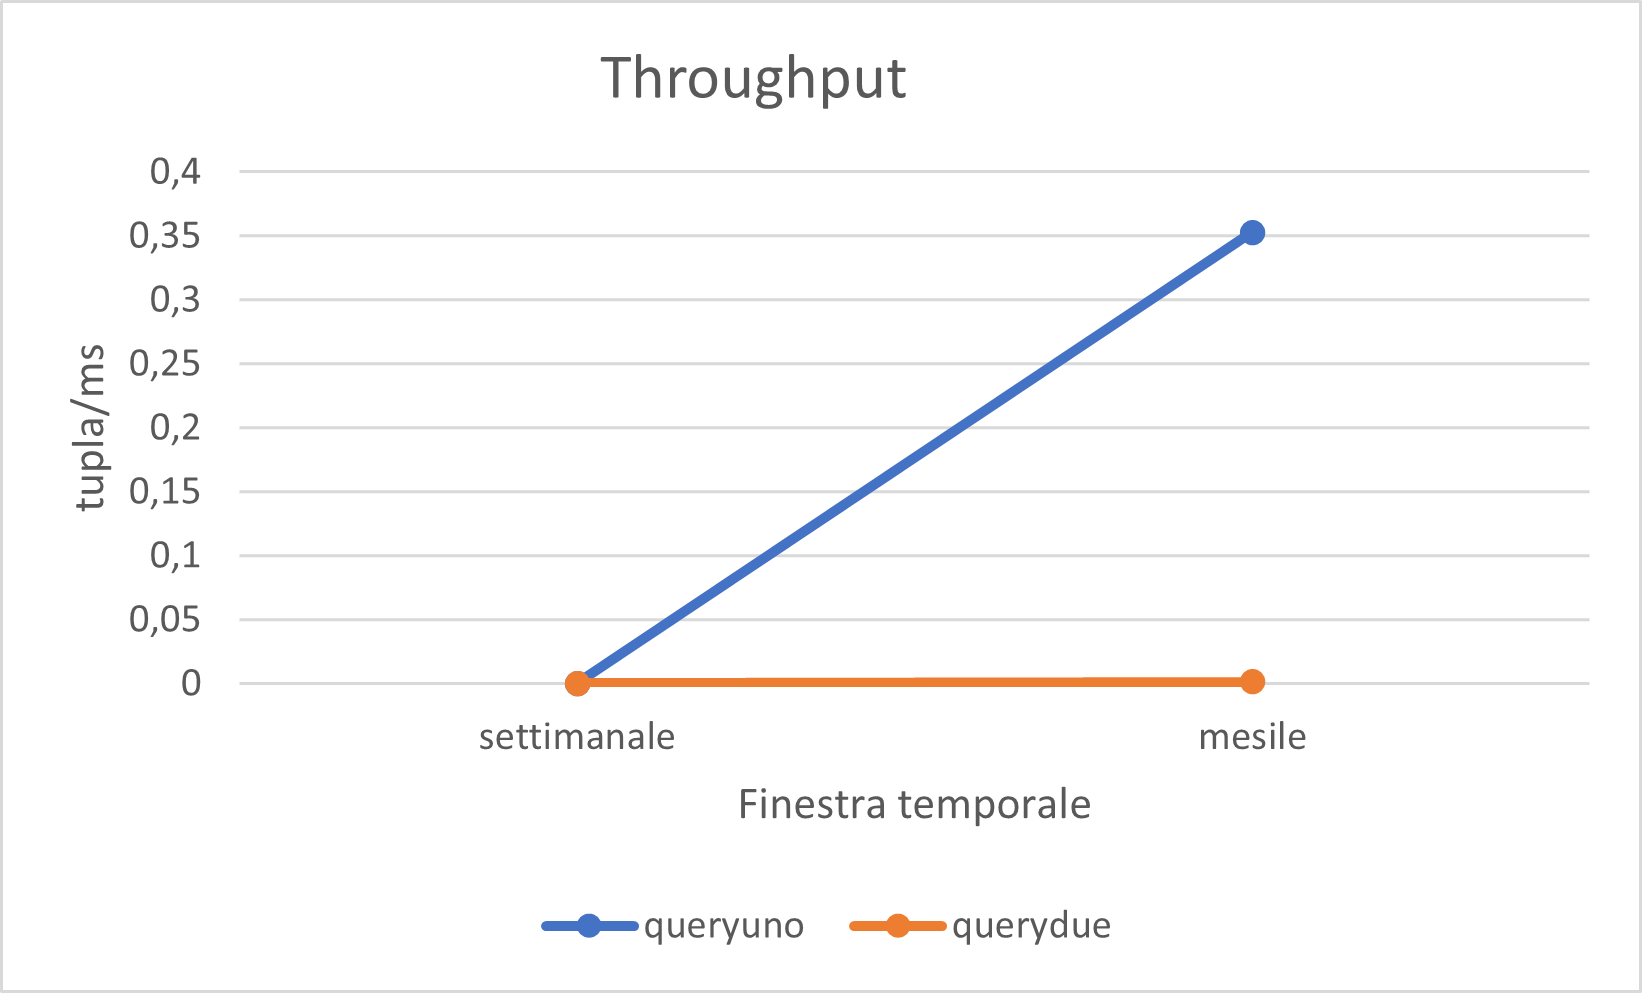 Throughput
0,4
0,35
0,3
0,25
0,2
0,15
0,1
0,05
0
tupla/ms
settimanale mesile
Finestra temporale
queryuno querydue